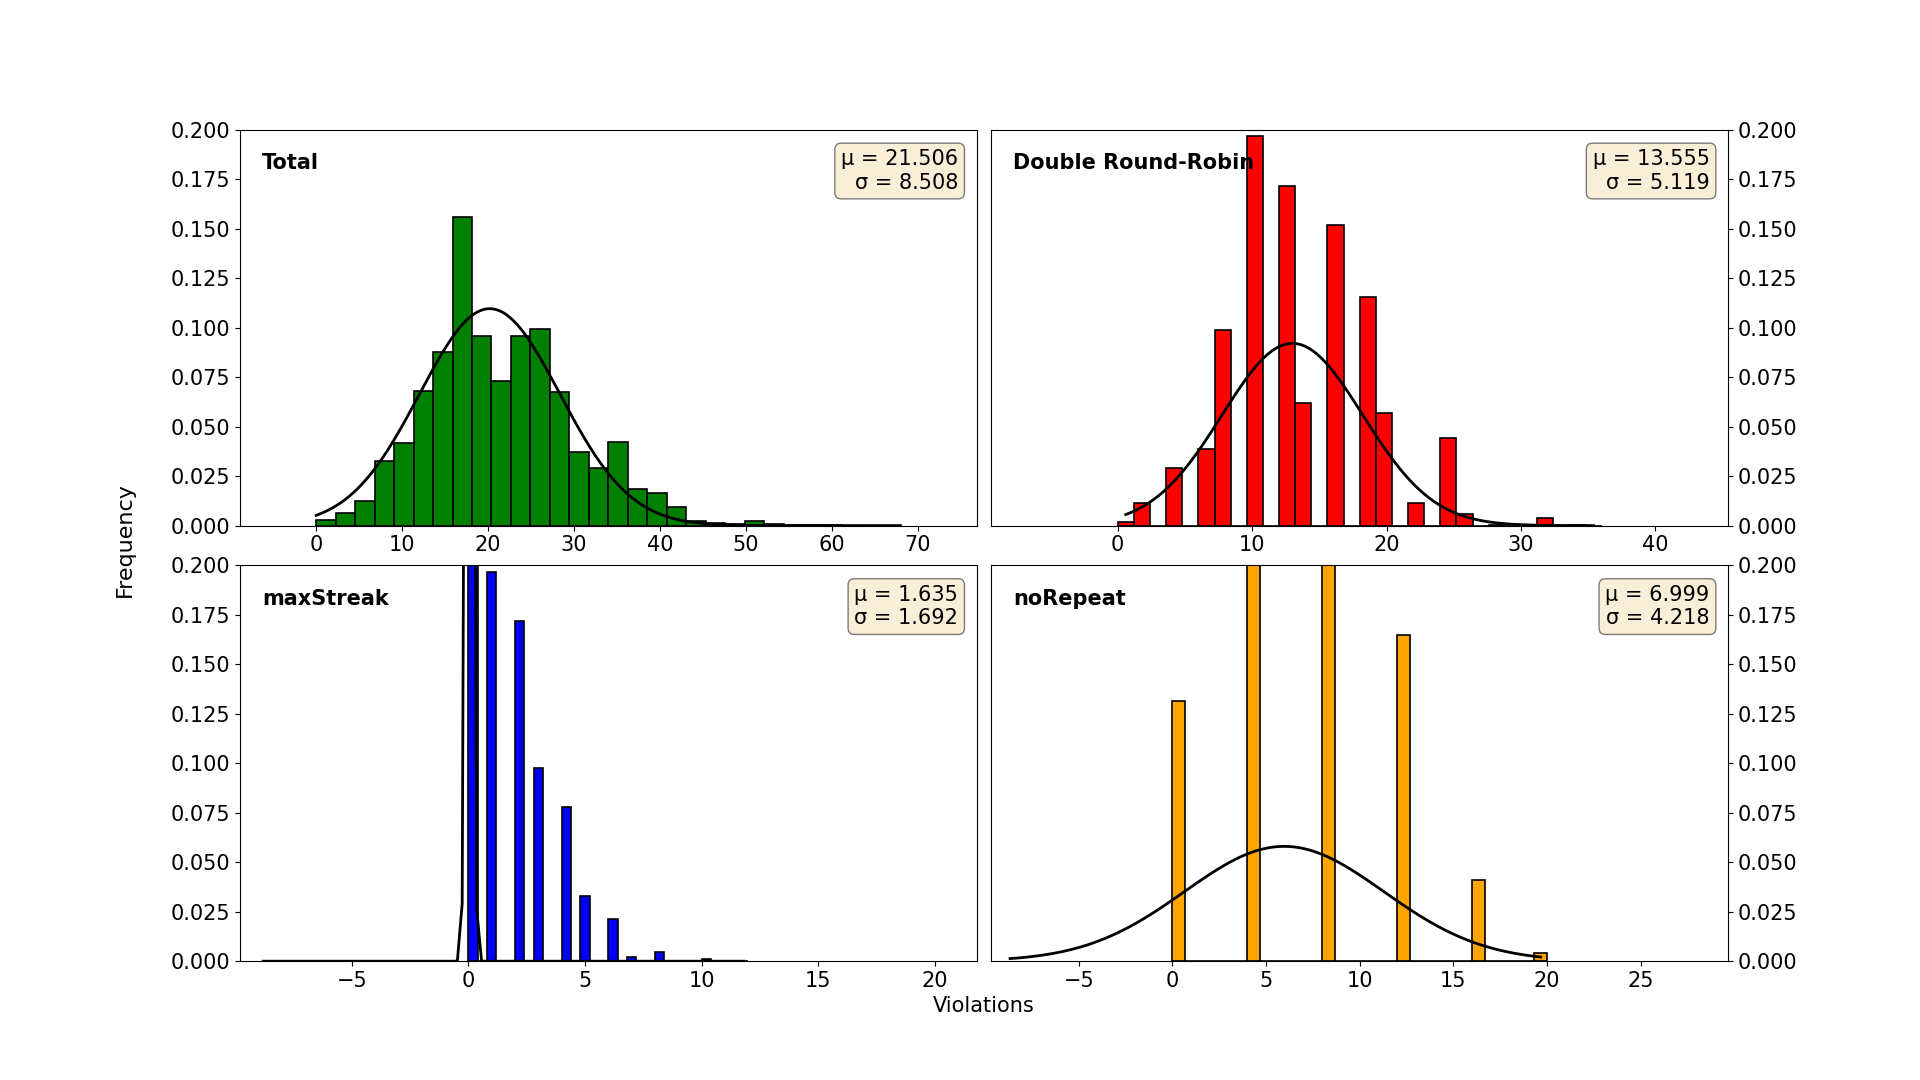 Total
μ = 21.506
σ = 8.508
0.200
0.175
0.150
0.125
0.100
0.075
0.050
0.025
0.000
0 10 20 30 40 50 60 70
Double Round-Robin
μ = 13.555
σ = 5.119
0.200
0.175
0.150
0.125
0.100
0.075
0.050
0.025
0.000
0 10 20 30 40
Frequency
maxStreak
μ = 1.635
σ = 1.692
0.200
0.175
0.150
0.125
0.100
0.075
0.050
0.025
0.000
−5 0 5 10 15 20
noRepeat
μ = 6.999
σ = 4.218
0.200
0.175
0.150
0.125
0.100
0.075
0.050
0.025
0.000
−5 0 5 10 15 20 25
Violations